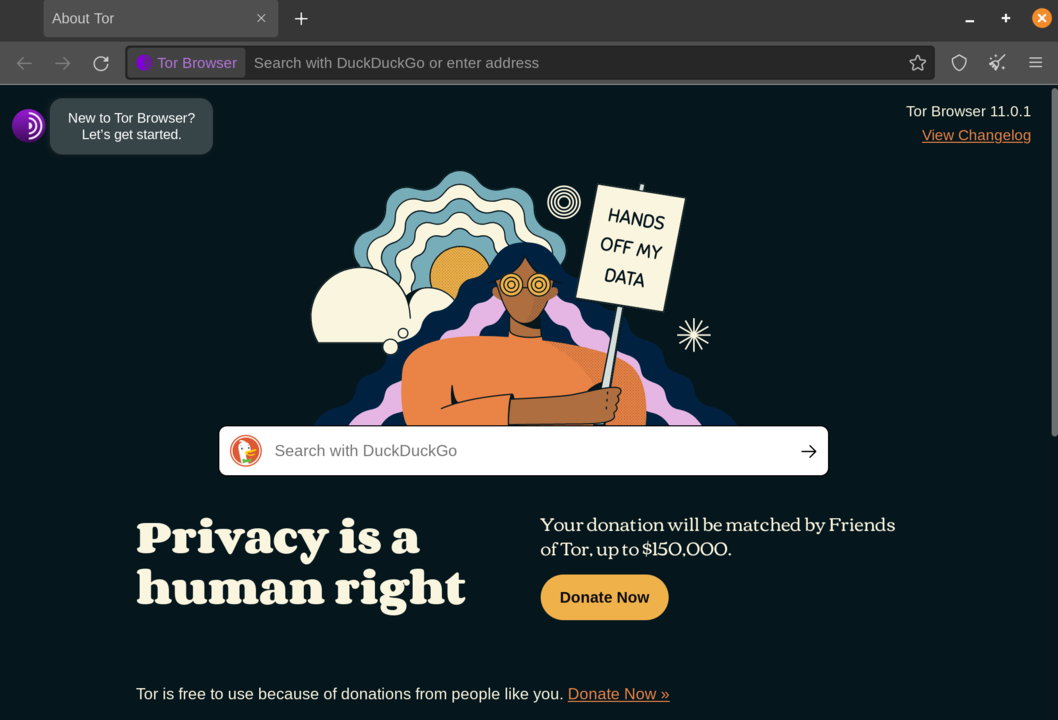 About Tor
Tor Browser Search with DuckDuckGo or enter address
New to Tor Browser?
Let's get started.
Tor Browser 11.0.1
View Changelog
HANDS
OFF MY
DATA
Search with DuckDuckGo
Privacy is a
human right
Your donation will be matched by Friends
of Tor, up to $150,000.
Donate Now
Tor is free to use because of donations from people like you. Donate Now »